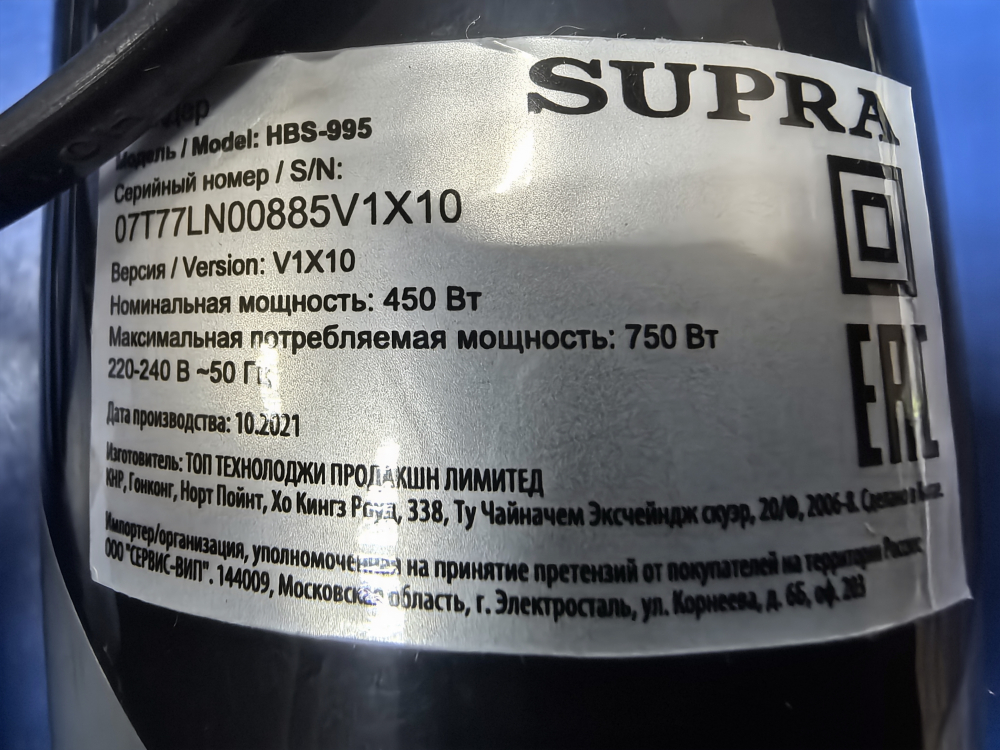 SUPRA
Модель / Model: HBS-995
Серийный номер / S/N:
07T77LN00885V1X10
Версия / Version: V1X10
Номинальная мощность: 450 Вт
Максимальная потребляемая мощность: 750 Вт
220-240 В ~50 Гц
EAC
Дата производства: 10.2021
Изготовитель: ТОП ТЕХНОЛОДЖИ ПРОДАКШН ЛИМИТЕД
КНР, Гонконг, Норт Пойнт, Хо Кингз Роуд, 338, Ту Чайначем Эксчейндж скуэр, 20/Ф, 2006-8. Сделано в Китае.
Импортер/организация, уполномоченная на принятие претензий от покупателей на территории России:
ООО "СЕРВИС-ВИП". 144009, Московская область, г. Электросталь, ул. Корнеева, д. 6Б, оф. 203